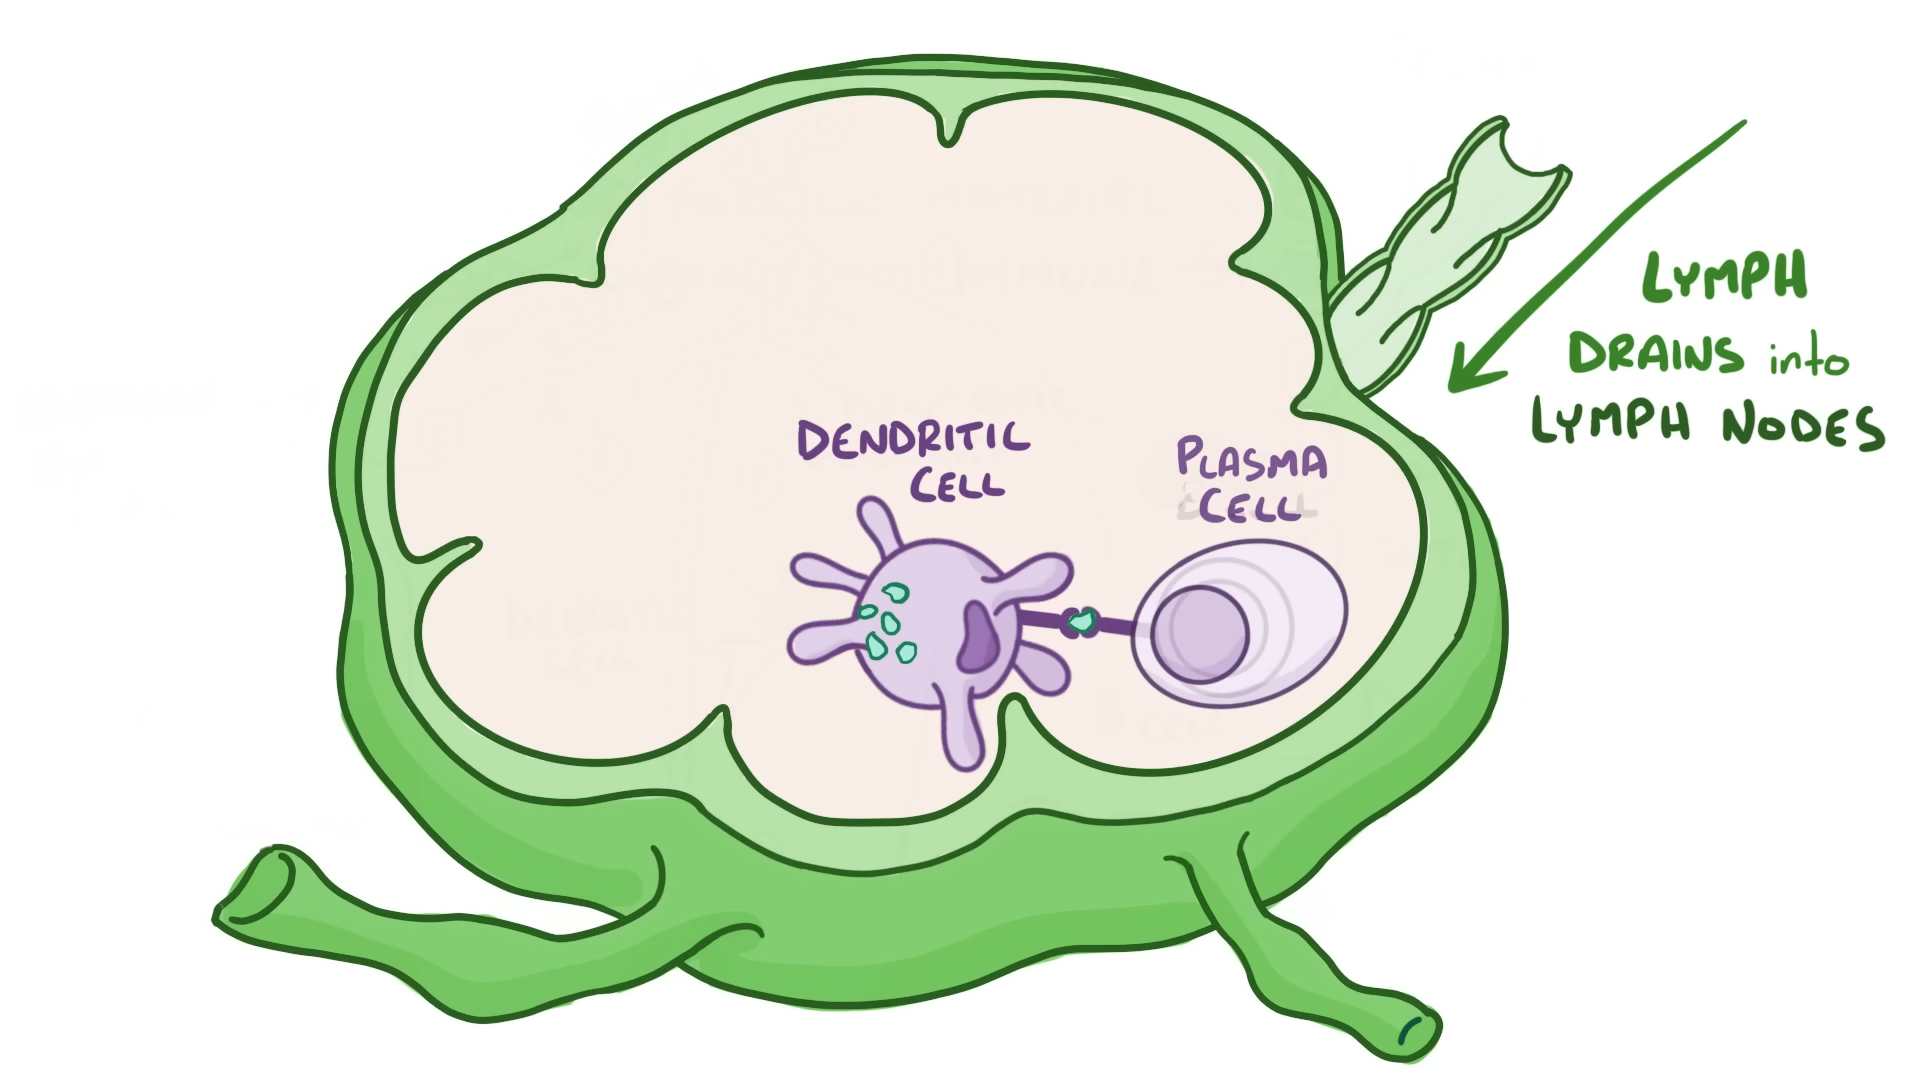 DENDRITIC
CELL
PLASMA
CELL
LYMPH
DRAINS into
LYMPH NODES